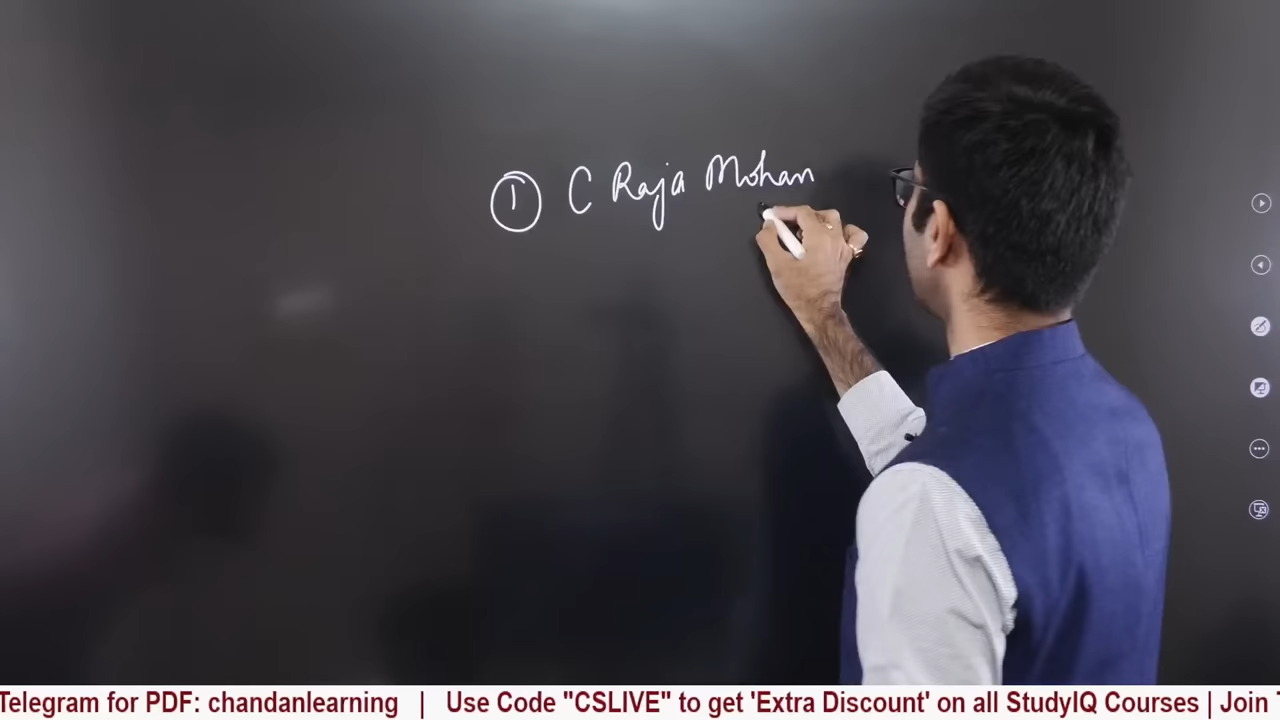 ① C Raja Mohan
Telegram for PDF: chandanlearning | Use Code "CSLIVE" to get 'Extra Discount' on all StudyIQ Courses | Join